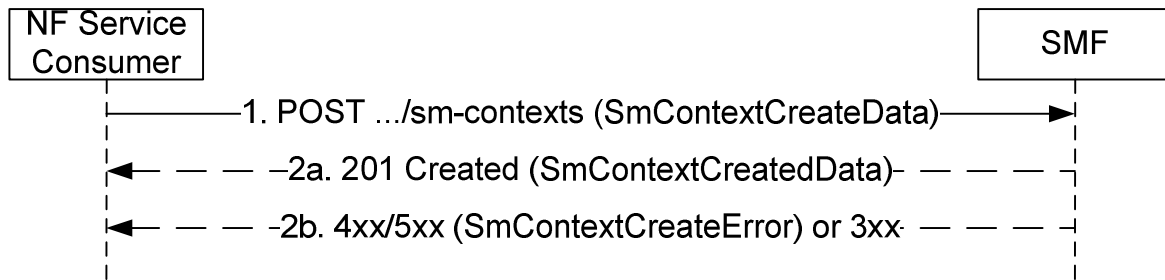 NF Service
Consumer
SMF
1. POST .../sm-contexts (SmContextCreateData)
2a. 201 Created (SmContextCreatedData)
2b. 4xx/5xx (SmContextCreateError) or 3xx